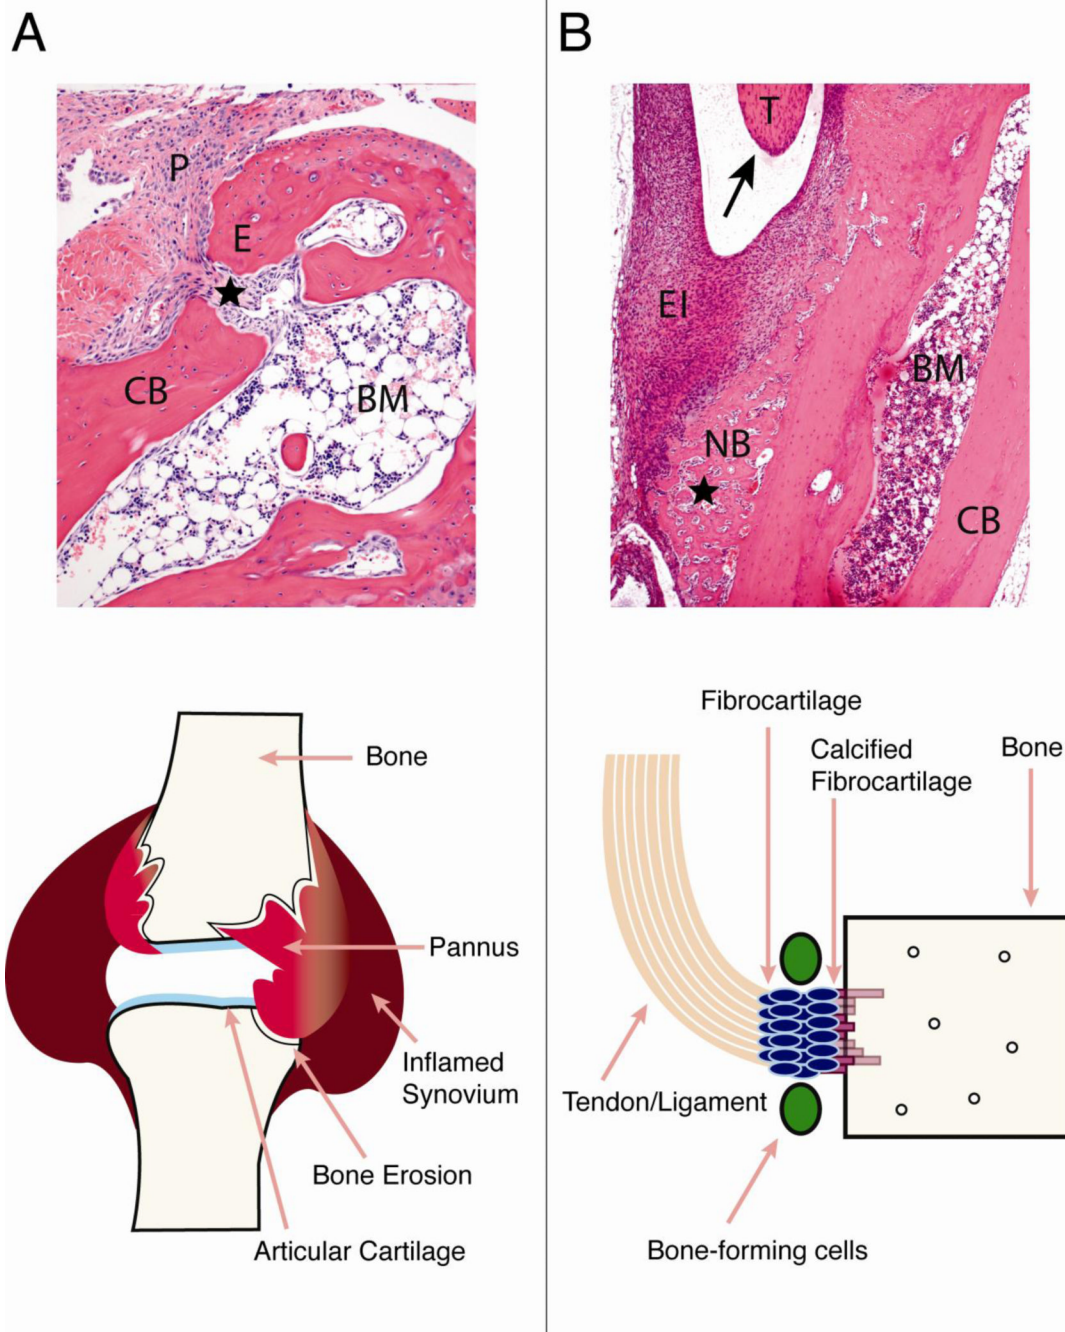 A
P
E
CB
BM
Bone
Pannus
Inflamed
Synovium
Bone Erosion
Articular Cartilage
B
T
EI
BM
NB
CB
Fibrocartilage
Calcified
Fibrocartilage
Bone
Tendon/Ligament
Bone-forming cells